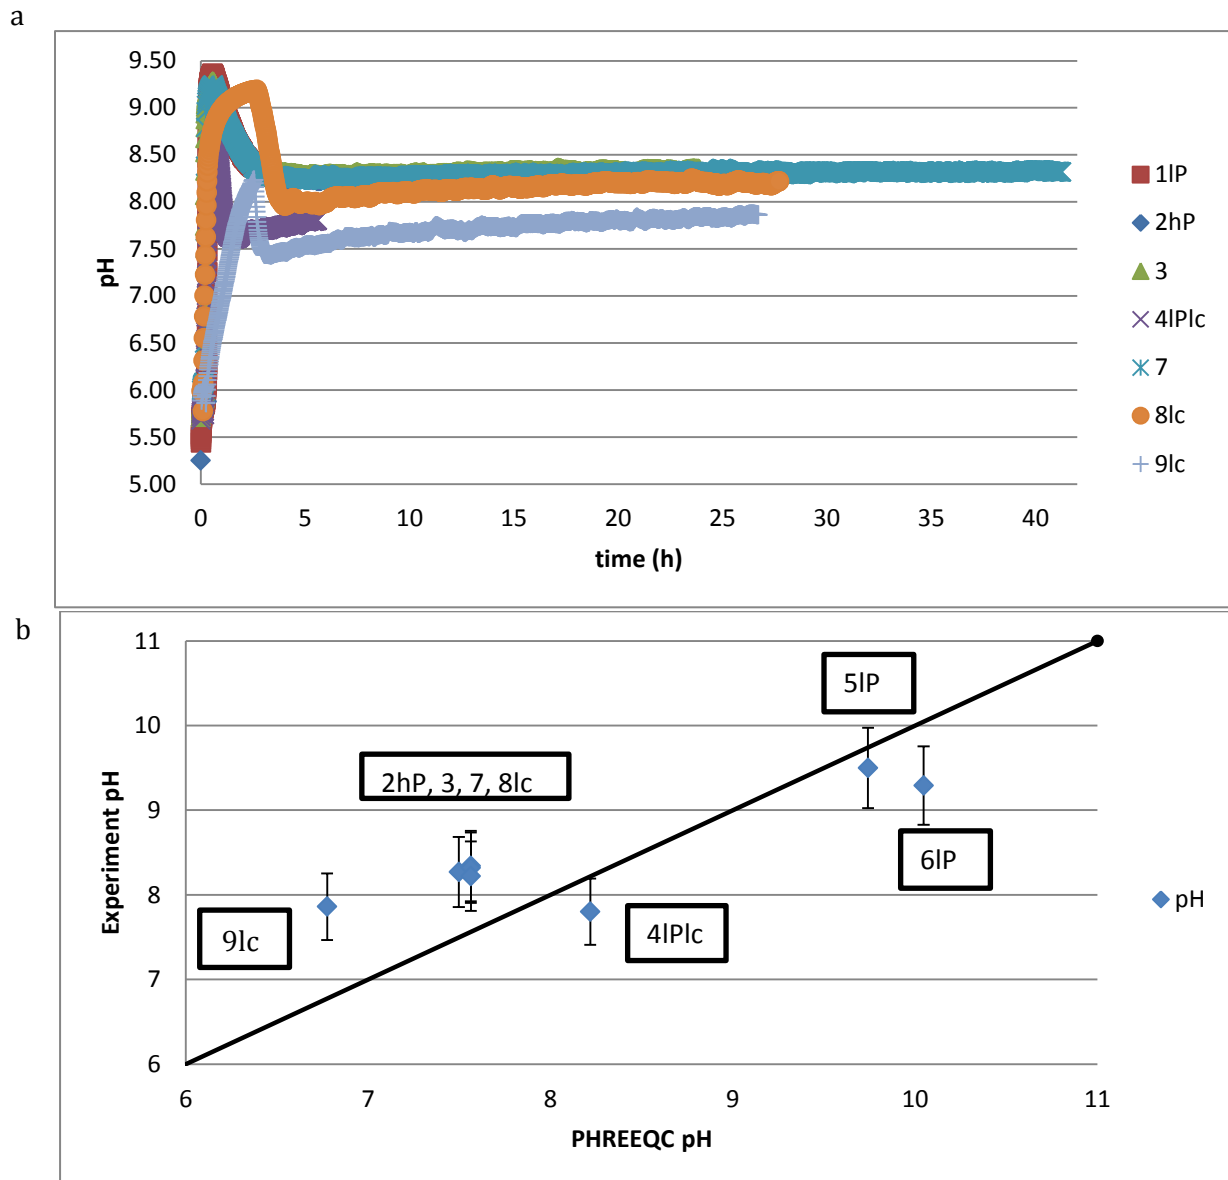 a
9.50
9.00
8.50
8.00
7.50
7.00
6.50
6.00
5.50
5.00
pH
0 5 10 15 20 25 30 35 40
time (h)
1lP
2hP
3
4lPlc
7
8lc
9lc
b
11
10
9
8
7
6
Experiment pH
5lP
2hP, 3, 7, 8lc
6lP
9lc
4lPlc
pH
6 7 8 9 10 11
PHREEQC pH